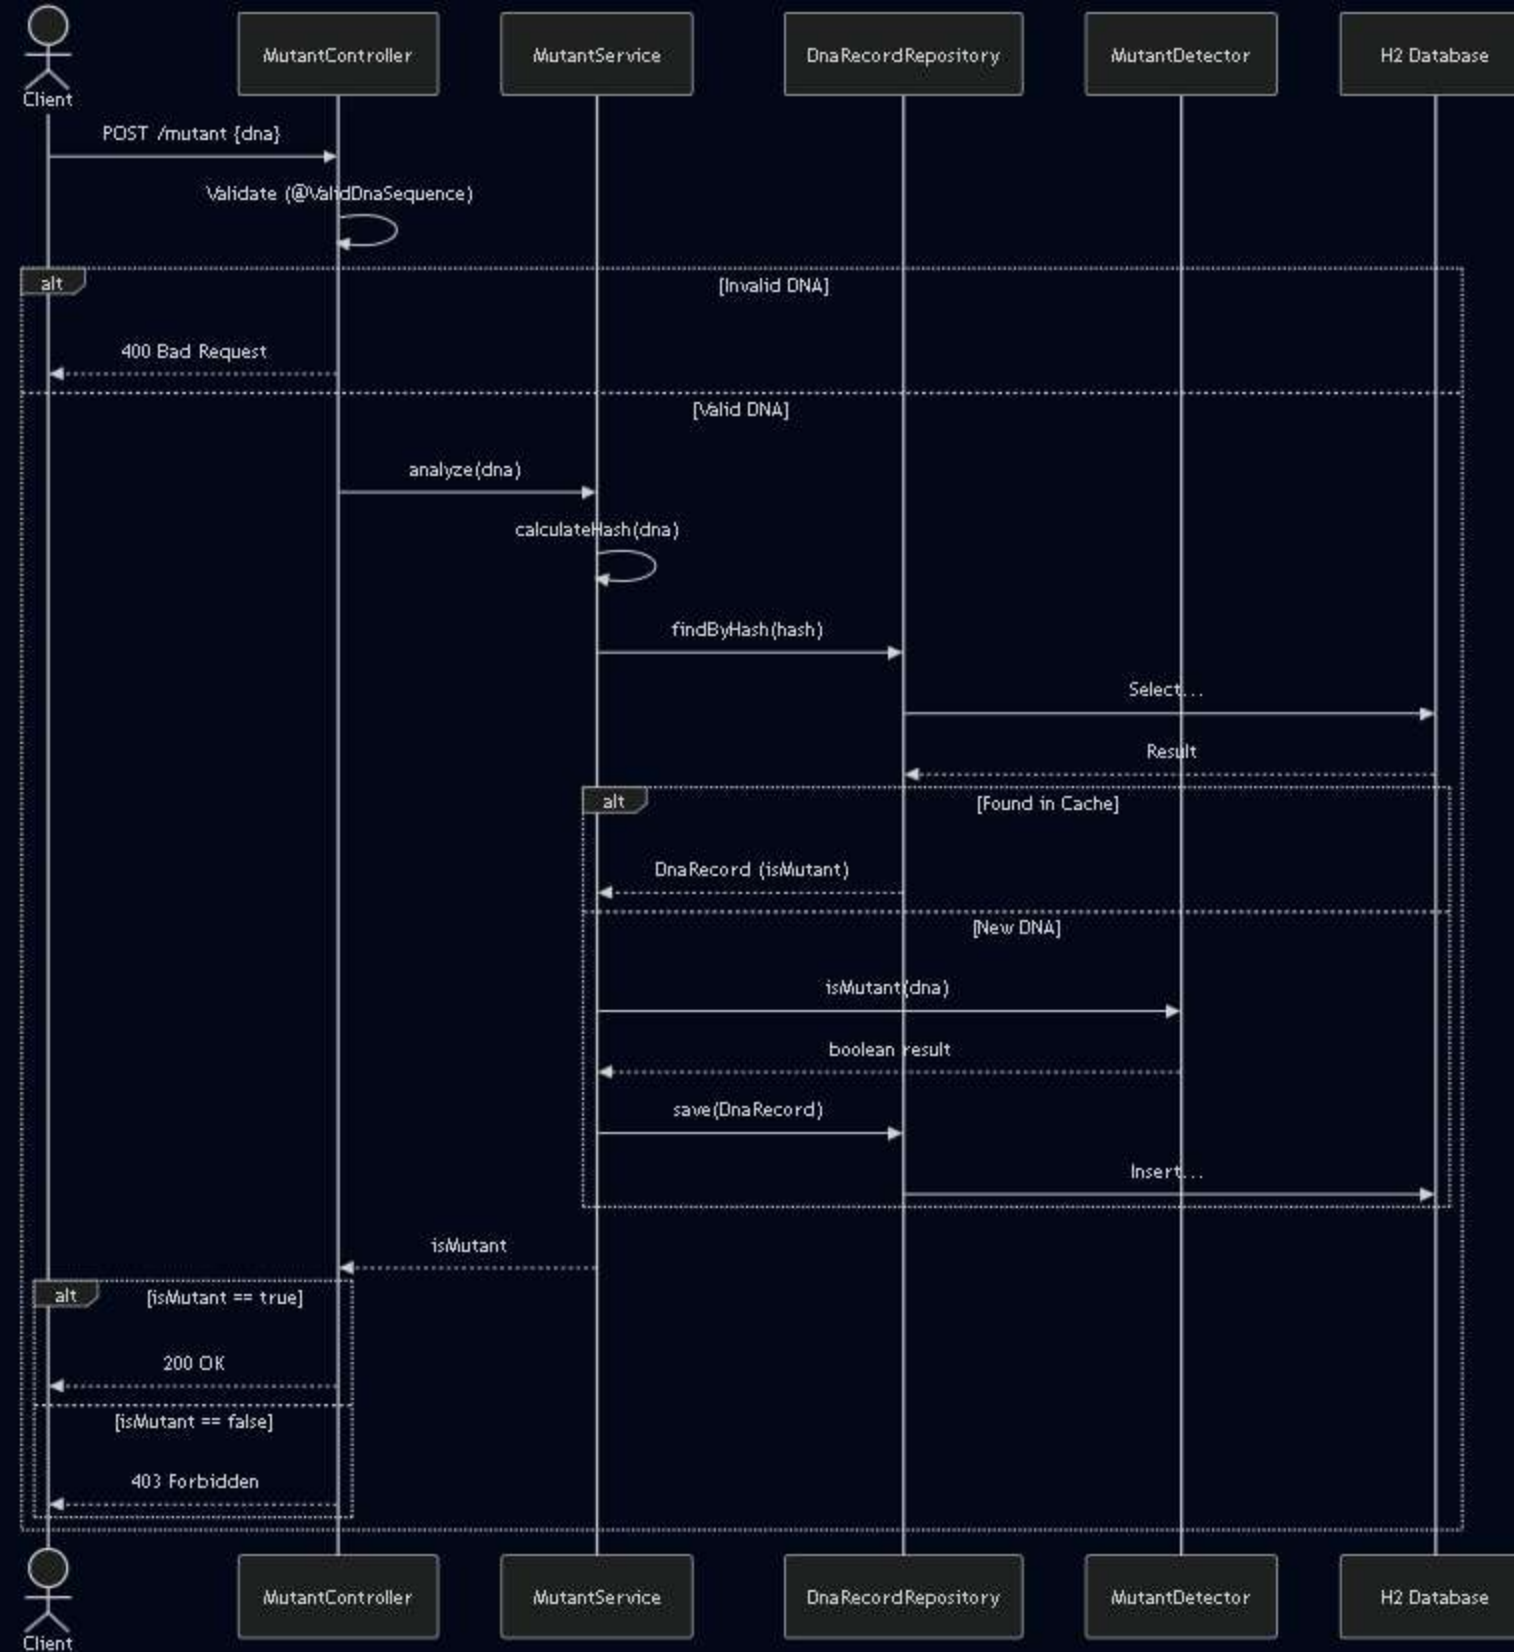 MutantController
MutantService
DnaRecordRepository
MutantDetector
H2 Database
Client
POST /mutant {dna}
Validate (@ValidDnaSequence)
alt
[Invalid DNA]
400 Bad Request
[Valid DNA]
analyze(dna)
calculateHash(dna)
findByHash(hash)
Select...
Result
alt
[Found in Cache]
DnaRecord (isMutant)
[New DNA]
isMutant(dna)
boolean result
save(DnaRecord)
Insert...
isMutant
alt
[isMutant == true]
200 OK
[isMutant == false]
403 Forbidden
MutantController
MutantService
DnaRecordRepository
MutantDetector
H2 Database
Client